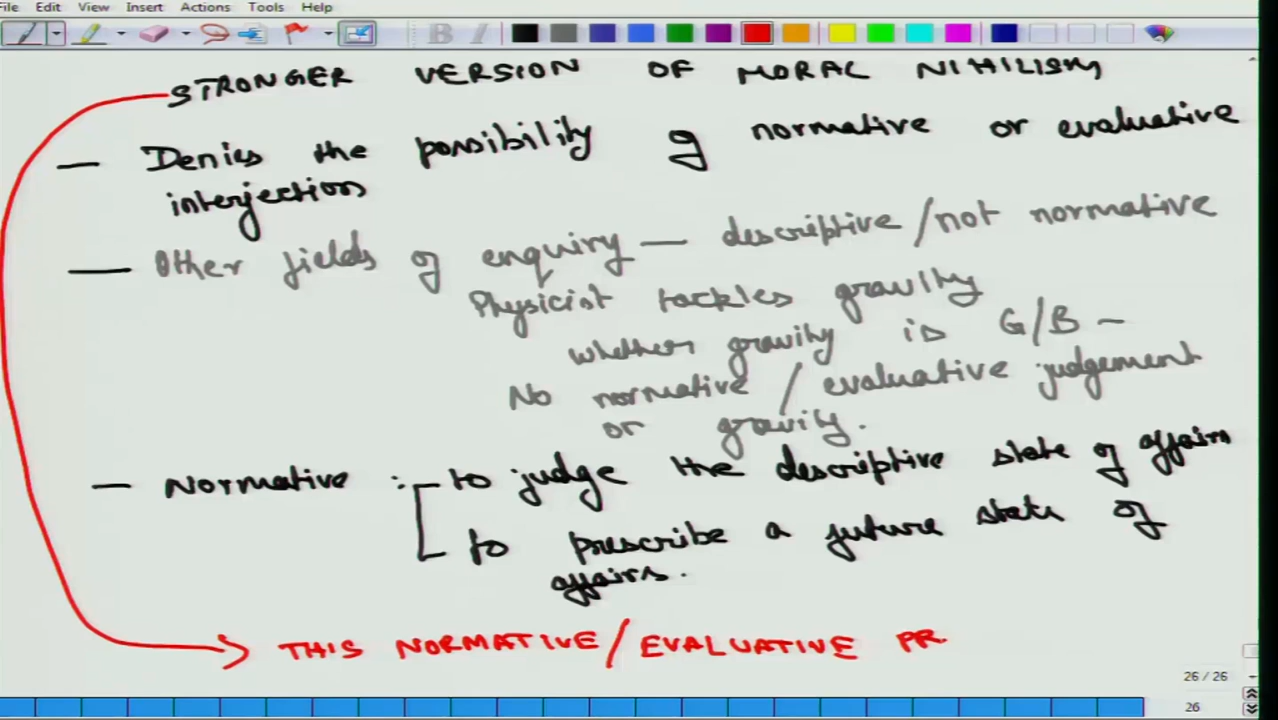 File Edit View Insert Actions Tools Help
STRONGER VERSION OF MORAL NIHILISM
— Denies the possibility of normative or evaluative
interjection
— Other fields of enquiry — descriptive/not normative
Physicist tackles gravity
whether gravity is G/B —
No normative / evaluative judgement
or gravity.
— Normative :- to judge the descriptive state of affairs
to prescribe a future state of
affairs.
THIS NORMATIVE/EVALUATIVE PR
26 / 26
26